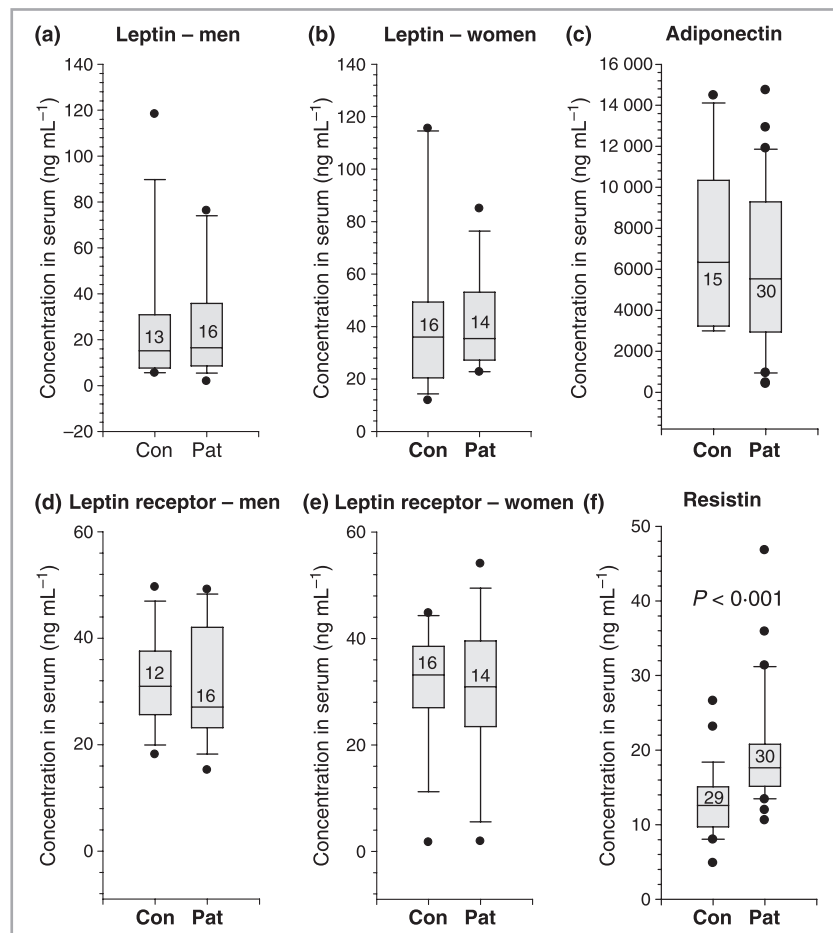 (a) Leptin – men
Concentration in serum (ng mL⁻¹)
140
120
100
80
60
40
20
0
–20
13
16
Con Pat
(b) Leptin – women
Concentration in serum (ng mL⁻¹)
140
120
100
80
60
40
20
0
16
14
Con Pat
(c) Adiponectin
Concentration in serum (ng mL⁻¹)
16 000
14 000
12 000
10 000
8000
6000
4000
2000
0
15
30
Con Pat
(d) Leptin receptor – men
Concentration in serum (ng mL⁻¹)
60
40
20
0
12
16
Con Pat
(e) Leptin receptor – women
Concentration in serum (ng mL⁻¹)
60
40
20
0
16
14
Con Pat
(f) Resistin
Concentration in serum (ng mL⁻¹)
50
40
30
20
10
0
P < 0·001
29
30
Con Pat